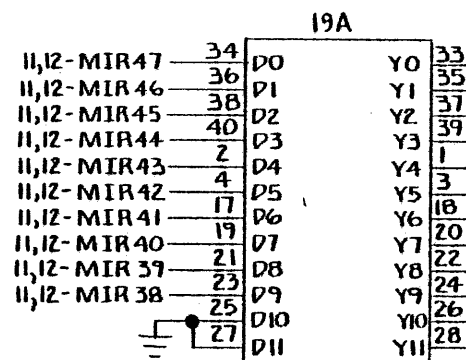 19A
11,12-MIR47 34 D0 Y0 33
11,12-MIR46 36 D1 Y1 35
11,12-MIR45 38 D2 Y2 37
11,12-MIR44 40 D3 Y3 39
11,12-MIR43 2 D4 Y4 1
11,12-MIR42 4 D5 Y5 3
11,12-MIR41 17 D6 Y6 18
11,12-MIR40 19 D7 Y7 20
11,12-MIR39 21 D8 Y8 22
11,12-MIR38 23 D9 Y9 24
25 D10 Y10 26
27 D11 Y11 28